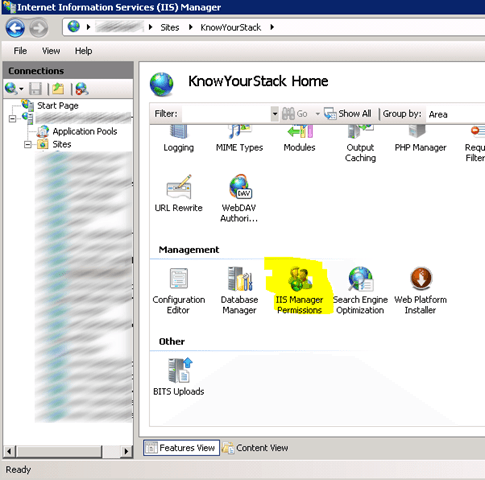 Internet Information Services (IIS) Manager
Sites KnowYourStack
File View Help
Connections
Start Page
Application Pools
Sites
KnowYourStack Home
Filter: Go Show All Group by: Area
Logging MIME Types Modules Output Caching PHP Manager Requ Filter
URL Rewrite WebDAV Authori...
Management
Configuration Editor Database Manager IIS Manager Permissions Search Engine Optimization Web Platform Installer
Other
BITS Uploads
Features View Content View
Ready